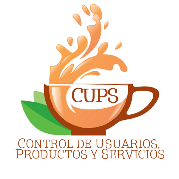 CUPS
CONTROL DE USUARIOS,
PRODUCTOS Y SERVICIOS